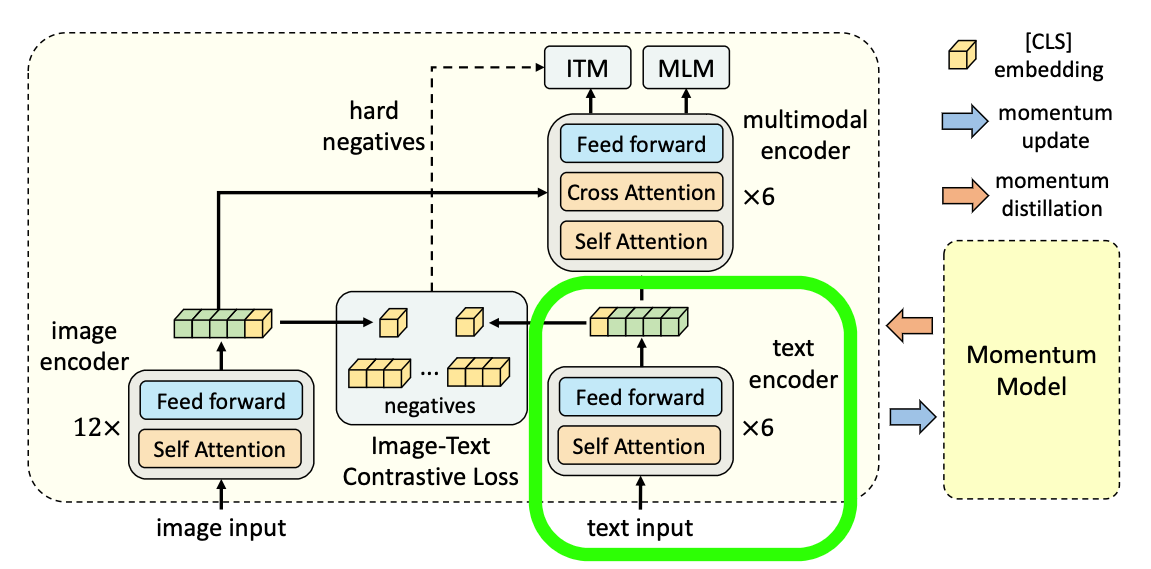 ITM
MLM
hard
negatives
Feed forward
Cross Attention
Self Attention
multimodal
encoder
×6
[CLS]
embedding
momentum
update
momentum
distillation
image
encoder
12×
Feed forward
Self Attention
image input
...
negatives
Image-Text
Contrastive Loss
text
encoder
Feed forward
Self Attention
×6
text input
Momentum
Model